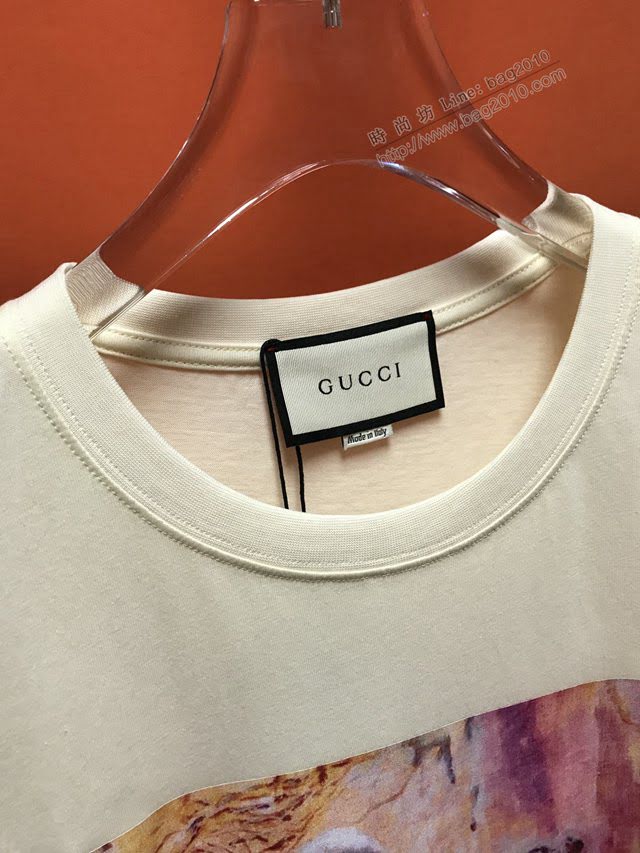 時尚坊 Line: bag2010
http://www.bag2010.com
GUCCI
Made in Italy